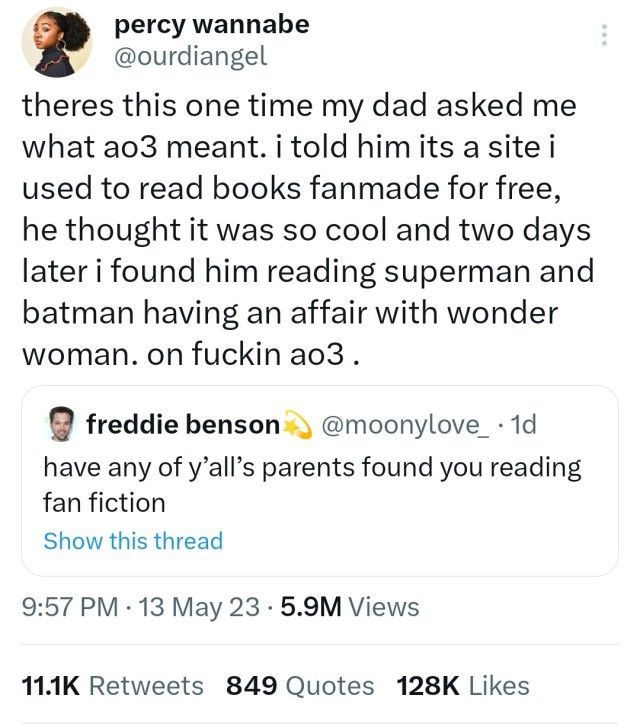 percy wannabe
@ourdiangel
theres this one time my dad asked me
what ao3 meant. i told him its a site i
used to read books fanmade for free,
he thought it was so cool and two days
later i found him reading superman and
batman having an affair with wonder
woman. on fuckin ao3 .
freddie benson💫 @moonylove_ · 1d
have any of y’all’s parents found you reading
fan fiction
Show this thread
9:57 PM · 13 May 23 · 5.9M Views
11.1K Retweets 849 Quotes 128K Likes